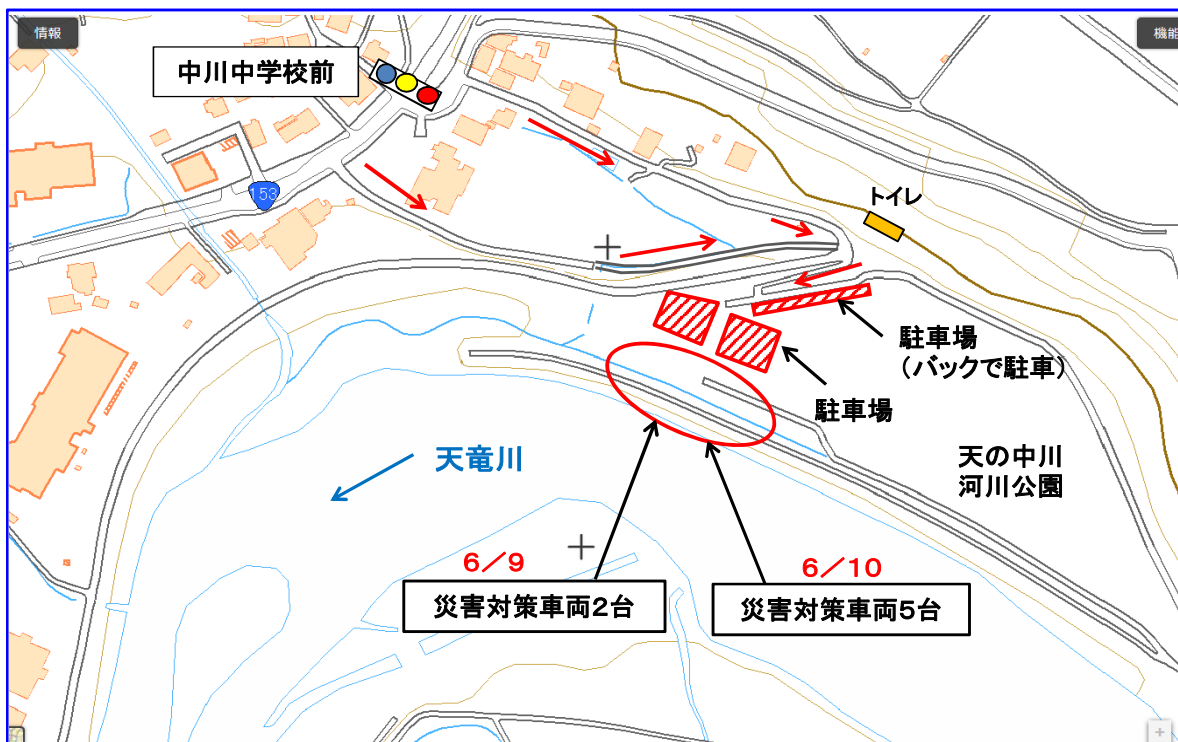 情報
機能
中川中学校前
153
トイレ
駐車場
（バックで駐車）
駐車場
天の中川
河川公園
天竜川
6／9
災害対策車両2台
6／10
災害対策車両5台